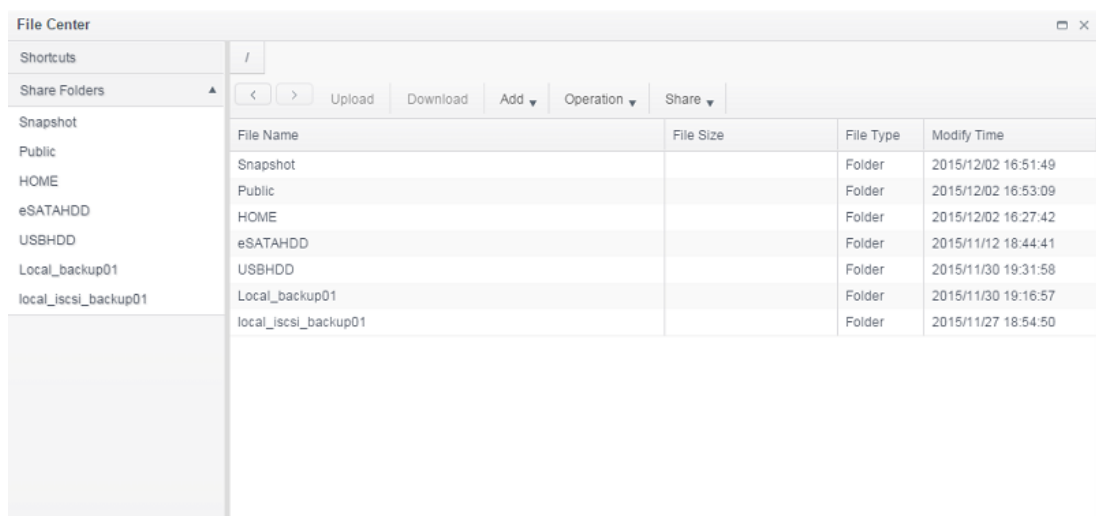 File Center
Shortcuts
Share Folders
Snapshot
Public
HOME
eSATAHDD
USBHDD
Local_backup01
local_iscsi_backup01
/
< > Upload Download Add Operation Share
File Name File Size File Type Modify Time
Snapshot Folder 2015/12/02 16:51:49
Public Folder 2015/12/02 16:53:09
HOME Folder 2015/12/02 16:27:42
eSATAHDD Folder 2015/11/12 18:44:41
USBHDD Folder 2015/11/30 19:31:58
Local_backup01 Folder 2015/11/30 19:16:57
local_iscsi_backup01 Folder 2015/11/27 18:54:50